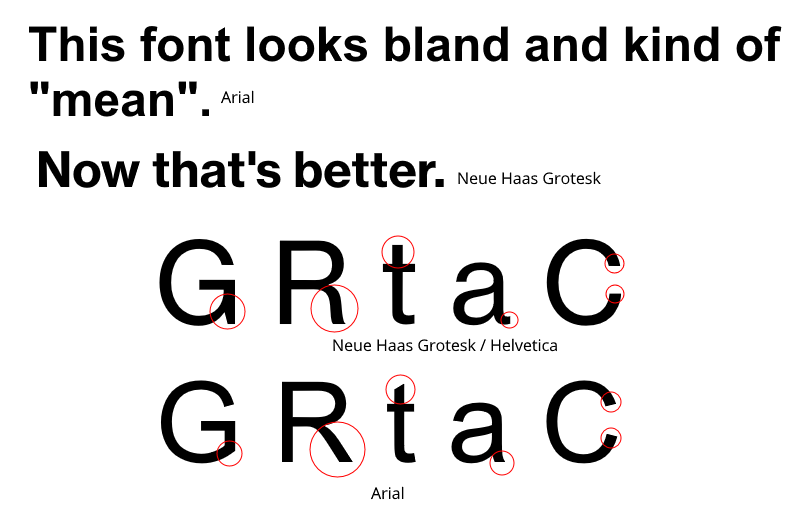 This font looks bland and kind of
"mean". Arial
Now that's better. Neue Haas Grotesk
G R t a C
Neue Haas Grotesk / Helvetica
G R t a C
Arial